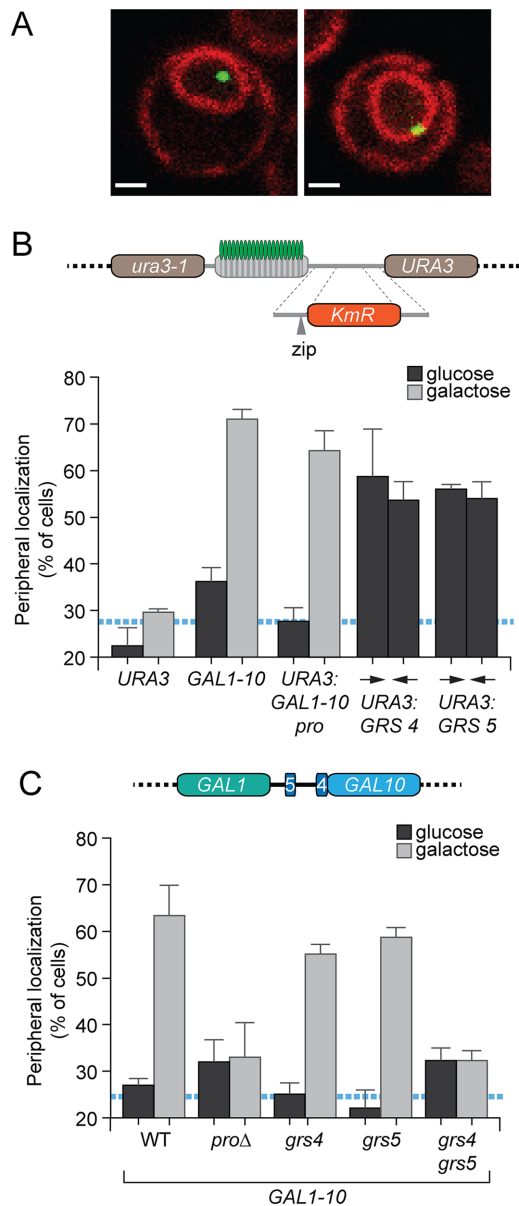 A
B
ura3-1
URA3
KmR
zip
glucose
galactose
80
70
60
50
40
30
20
Peripheral localization
(% of cells)
URA3
GAL1-10
URA3:
GAL1-10
pro
URA3:
GRS 4
URA3:
GRS 5
C
GAL1
5
4
GAL10
glucose
galactose
80
70
60
50
40
30
20
Peripheral localization
(% of cells)
WT
proΔ
grs4
grs5
grs4
grs5
GAL1-10